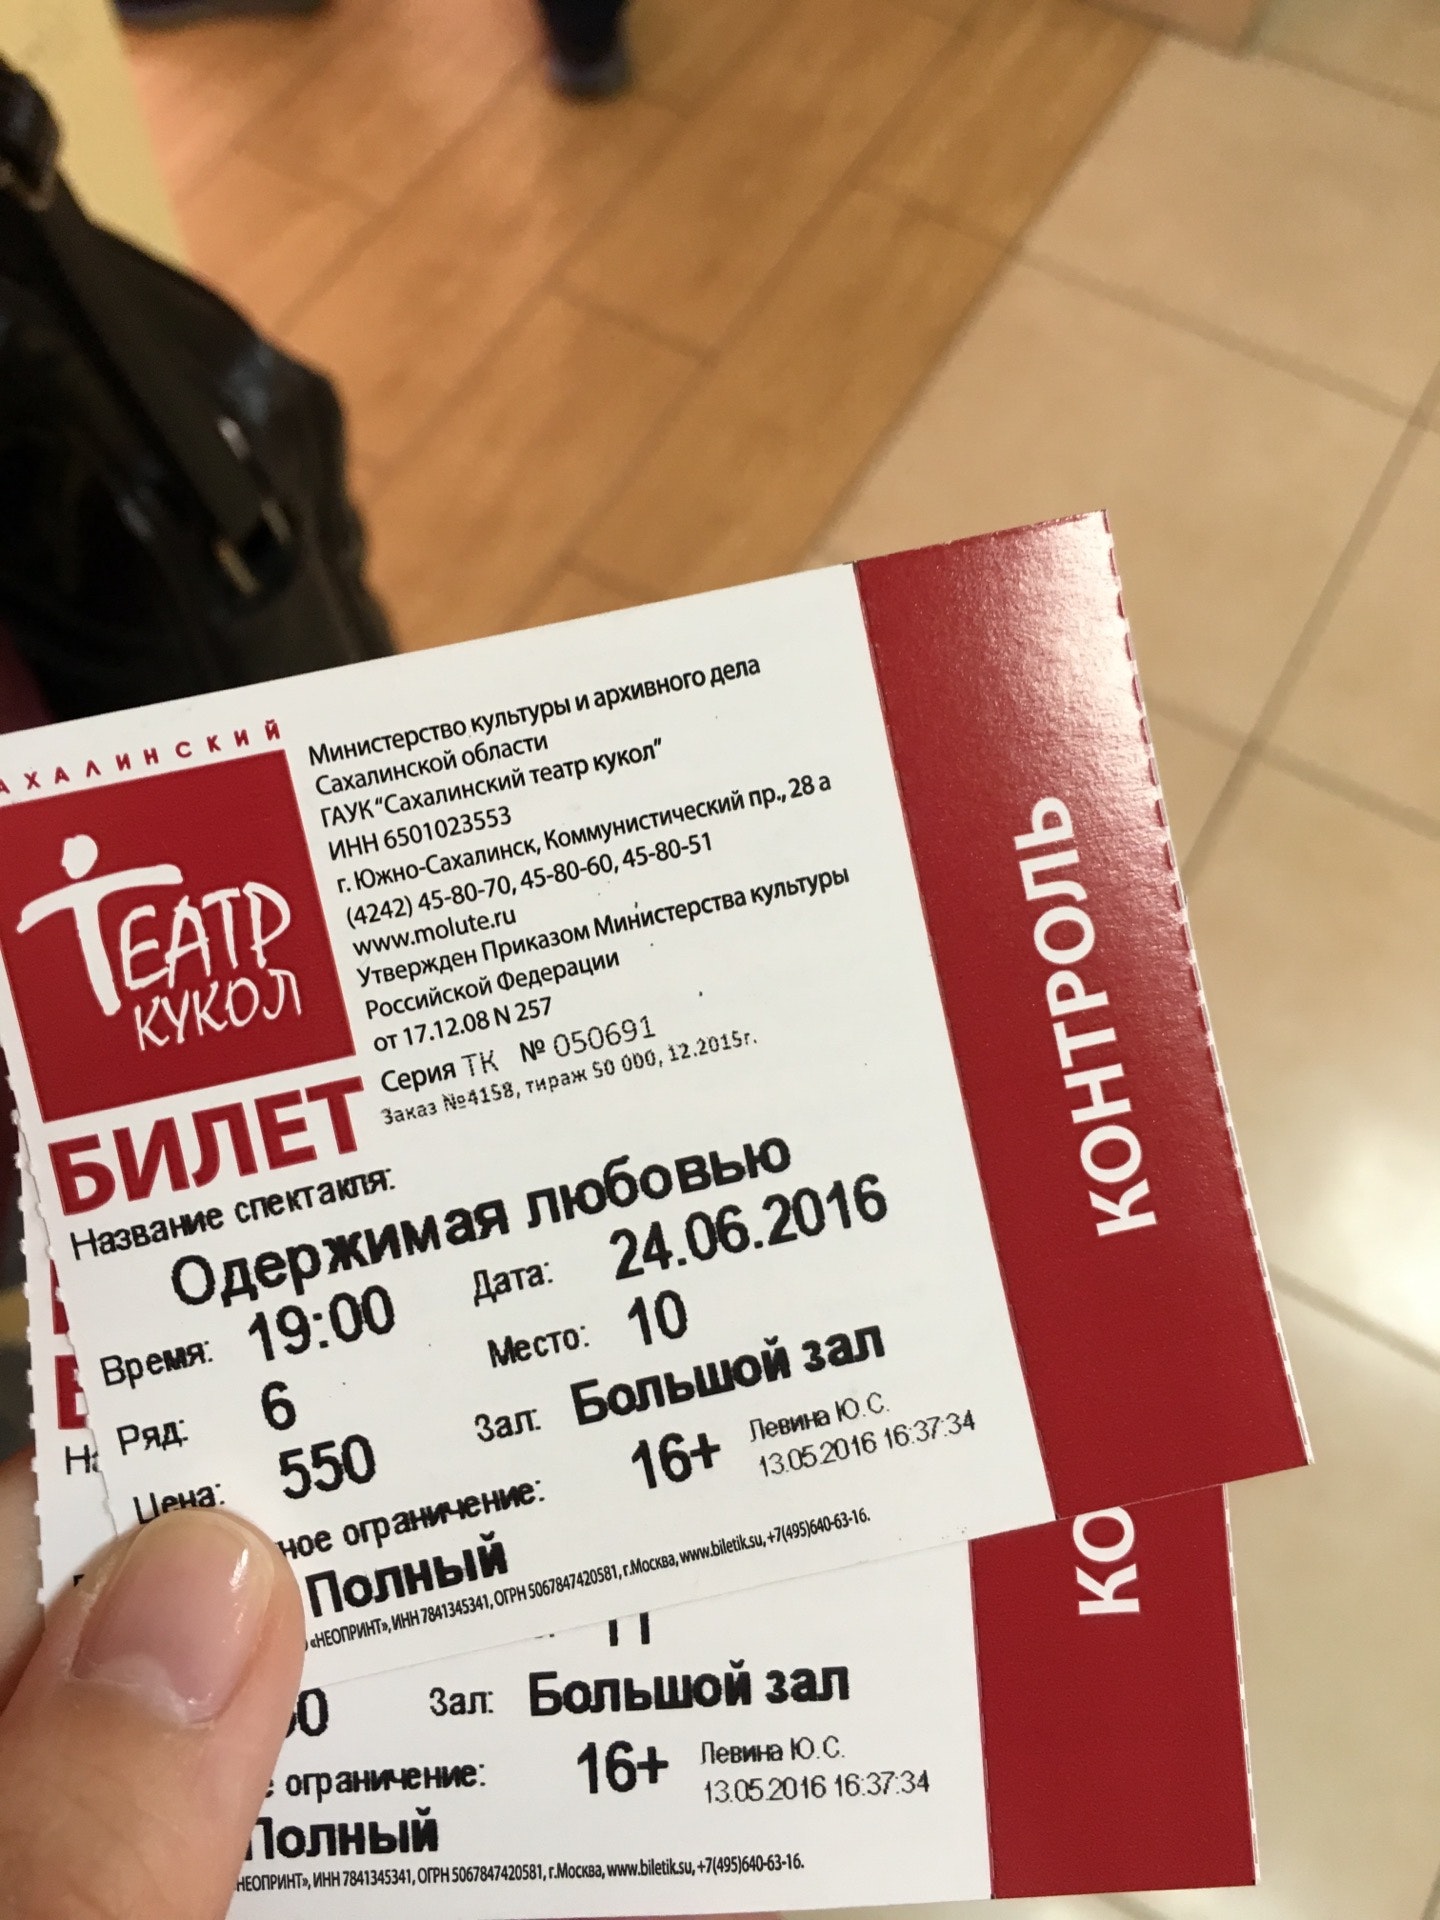 САХАЛИНСКИЙ
ТЕАТР
КУКОЛ
БИЛЕТ
Министерство культуры и архивного дела
Сахалинской области
ГАУК "Сахалинский театр кукол"
ИНН 6501023553
г. Южно-Сахалинск, Коммунистический пр., 28 а
(4242) 45-80-70, 45-80-60, 45-80-51
www.molute.ru
Утвержден Приказом Министерства культуры
Российской Федерации
от 17.12.08 N 257
Серия ТК № 050691
Заказ №4158, тираж 50 000, 12.2015г.
Название спектакля:
Одержимая любовью
Время: 19:00 Дата: 24.06.2016
Ряд: 6 Место: 10
Цена: 550 Зал: Большой зал
ное ограничение: 16+ Левина Ю.С.
13.05.2016 16:37:34
Полный
«НЕОПРИНТ», ИНН 7841345341, ОГРН 5067847420581, г.Москва, www.biletik.su, +7(495)640-63-16.
КОНТРОЛЬ
11
Зал: Большой зал
ограничение: 16+ Левина Ю.С.
13.05.2016 16:37:34
Полный
НЕОПРИНТ», ИНН 7841345341, ОГРН 5067847420581, г.Москва, www.biletik.su, +7(495)640-63-16.
КО